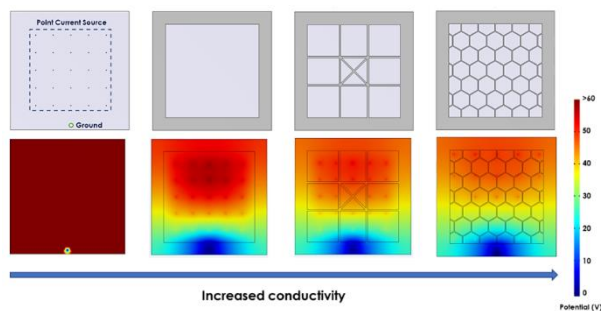 Point Current Source
Ground
>60
50
40
30
20
10
0
Increased conductivity
Potential (V)